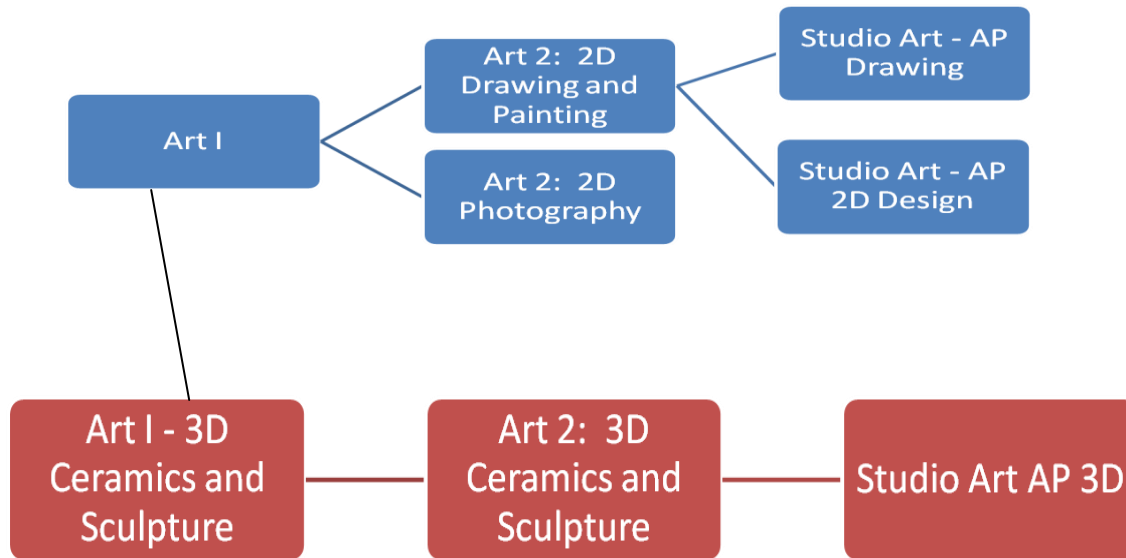 Art I
Art 2:  2D
Drawing and
Painting
Art 2:  2D
Photography
Studio Art - AP
Drawing
Studio Art - AP
2D Design
Art I - 3D
Ceramics and
Sculpture
Art 2:  3D
Ceramics and
Sculpture
Studio Art AP 3D